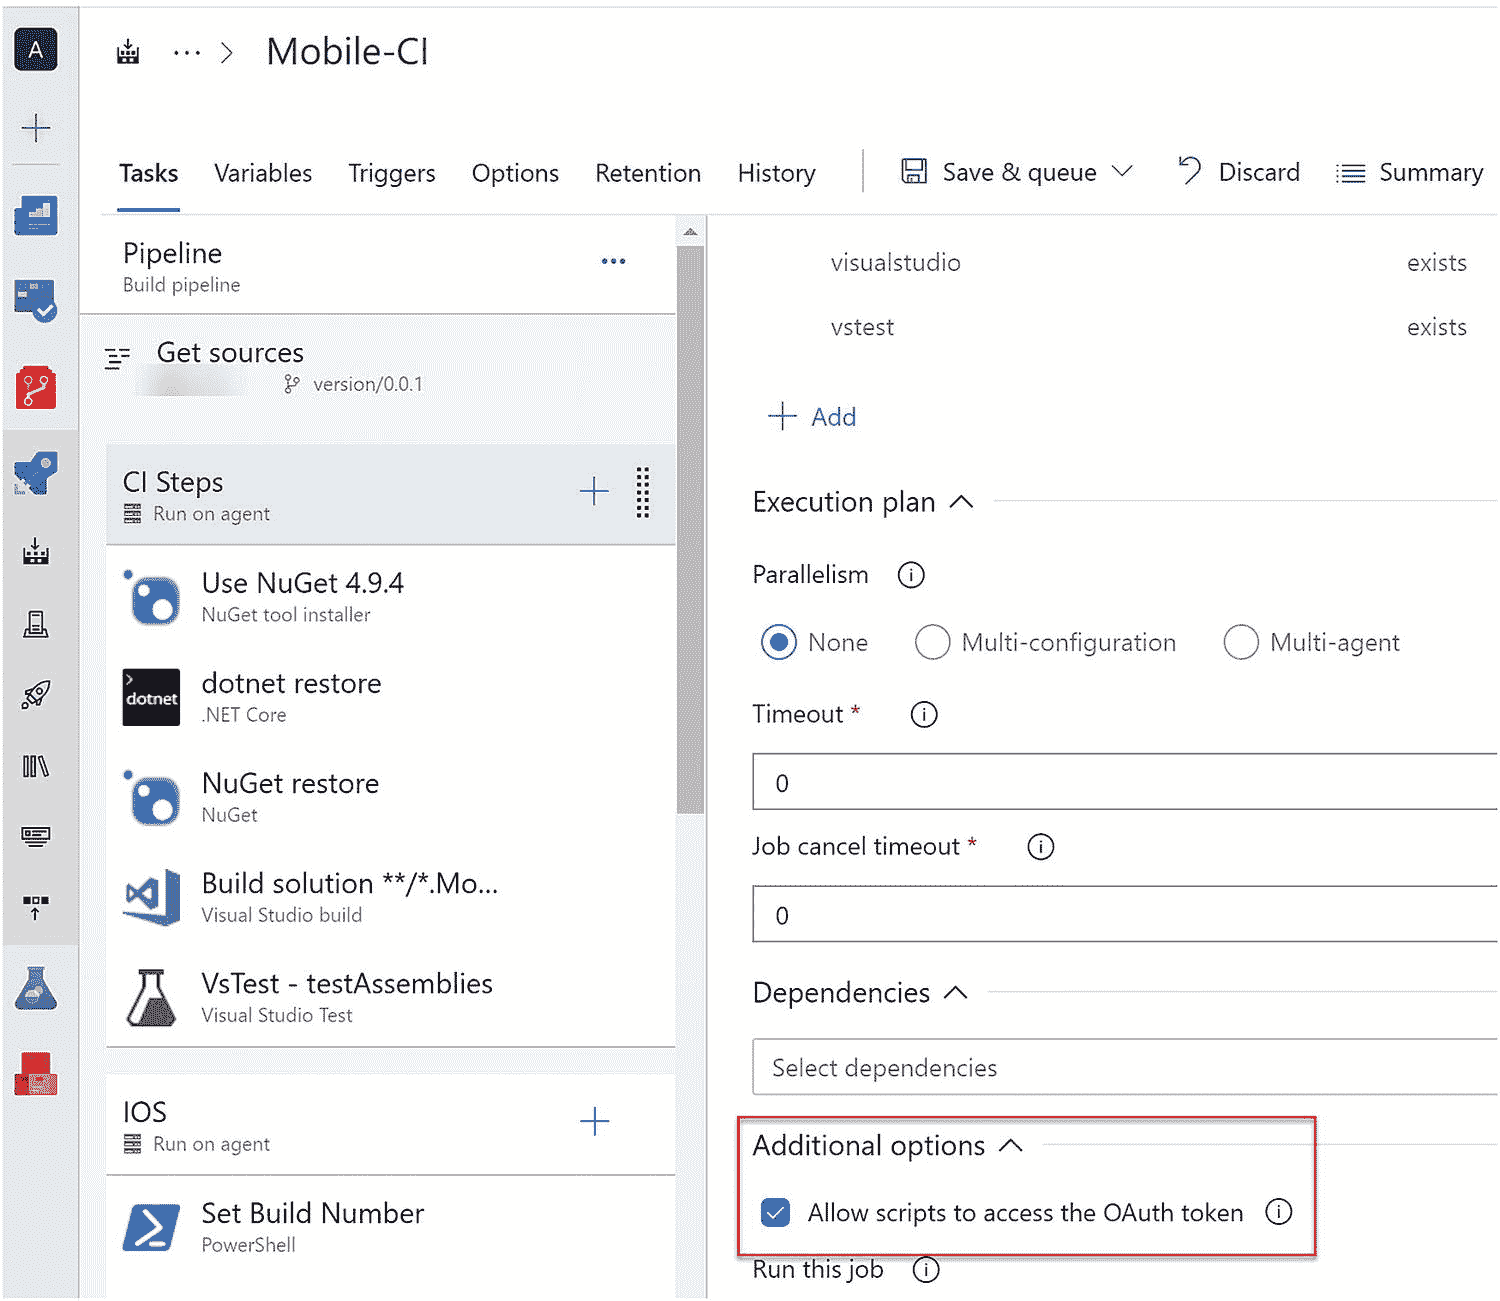 A
Mobile-CI
Tasks
Variables
Triggers
Options
Retention
History
Save & queue
Discard
Summary
Pipeline
Build pipeline
Get sources
version/0.0.1
CI Steps
Run on agent
Use NuGet 4.9.4
NuGet tool installer
dotnet
dotnet restore
.NET Core
NuGet restore
NuGet
Build solution **/*.Mo...
Visual Studio build
VsTest - testAssemblies
Visual Studio Test
IOS
Run on agent
Set Build Number
PowerShell
visualstudio exists
vstest exists
Add
Execution plan
Parallelism
None Multi-configuration Multi-agent
Timeout *
0
Job cancel timeout *
0
Dependencies
Select dependencies
Additional options
Allow scripts to access the OAuth token
Run this job